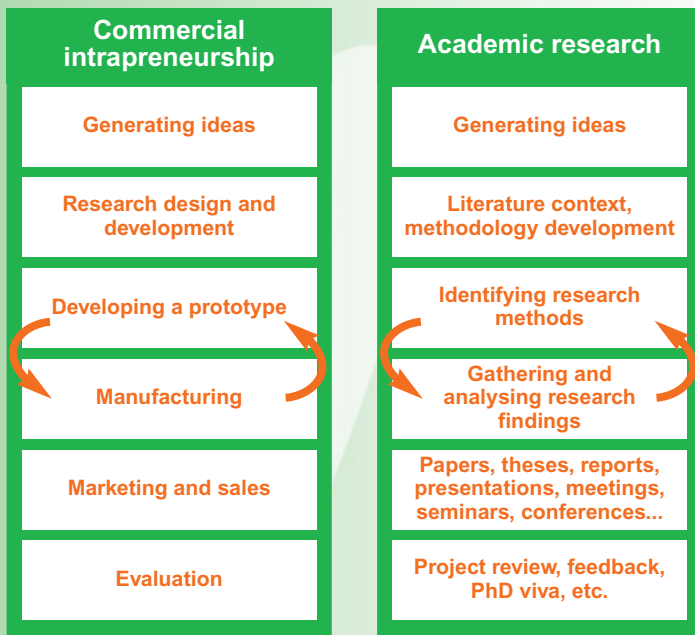 Commercial
intrapreneurship
Generating ideas
Research design and
development
Developing a prototype
Manufacturing
Marketing and sales
Evaluation
Academic research
Generating ideas
Literature context,
methodology development
Identifying research
methods
Gathering and
analysing research
findings
Papers, theses, reports,
presentations, meetings,
seminars, conferences...
Project review, feedback,
PhD viva, etc.